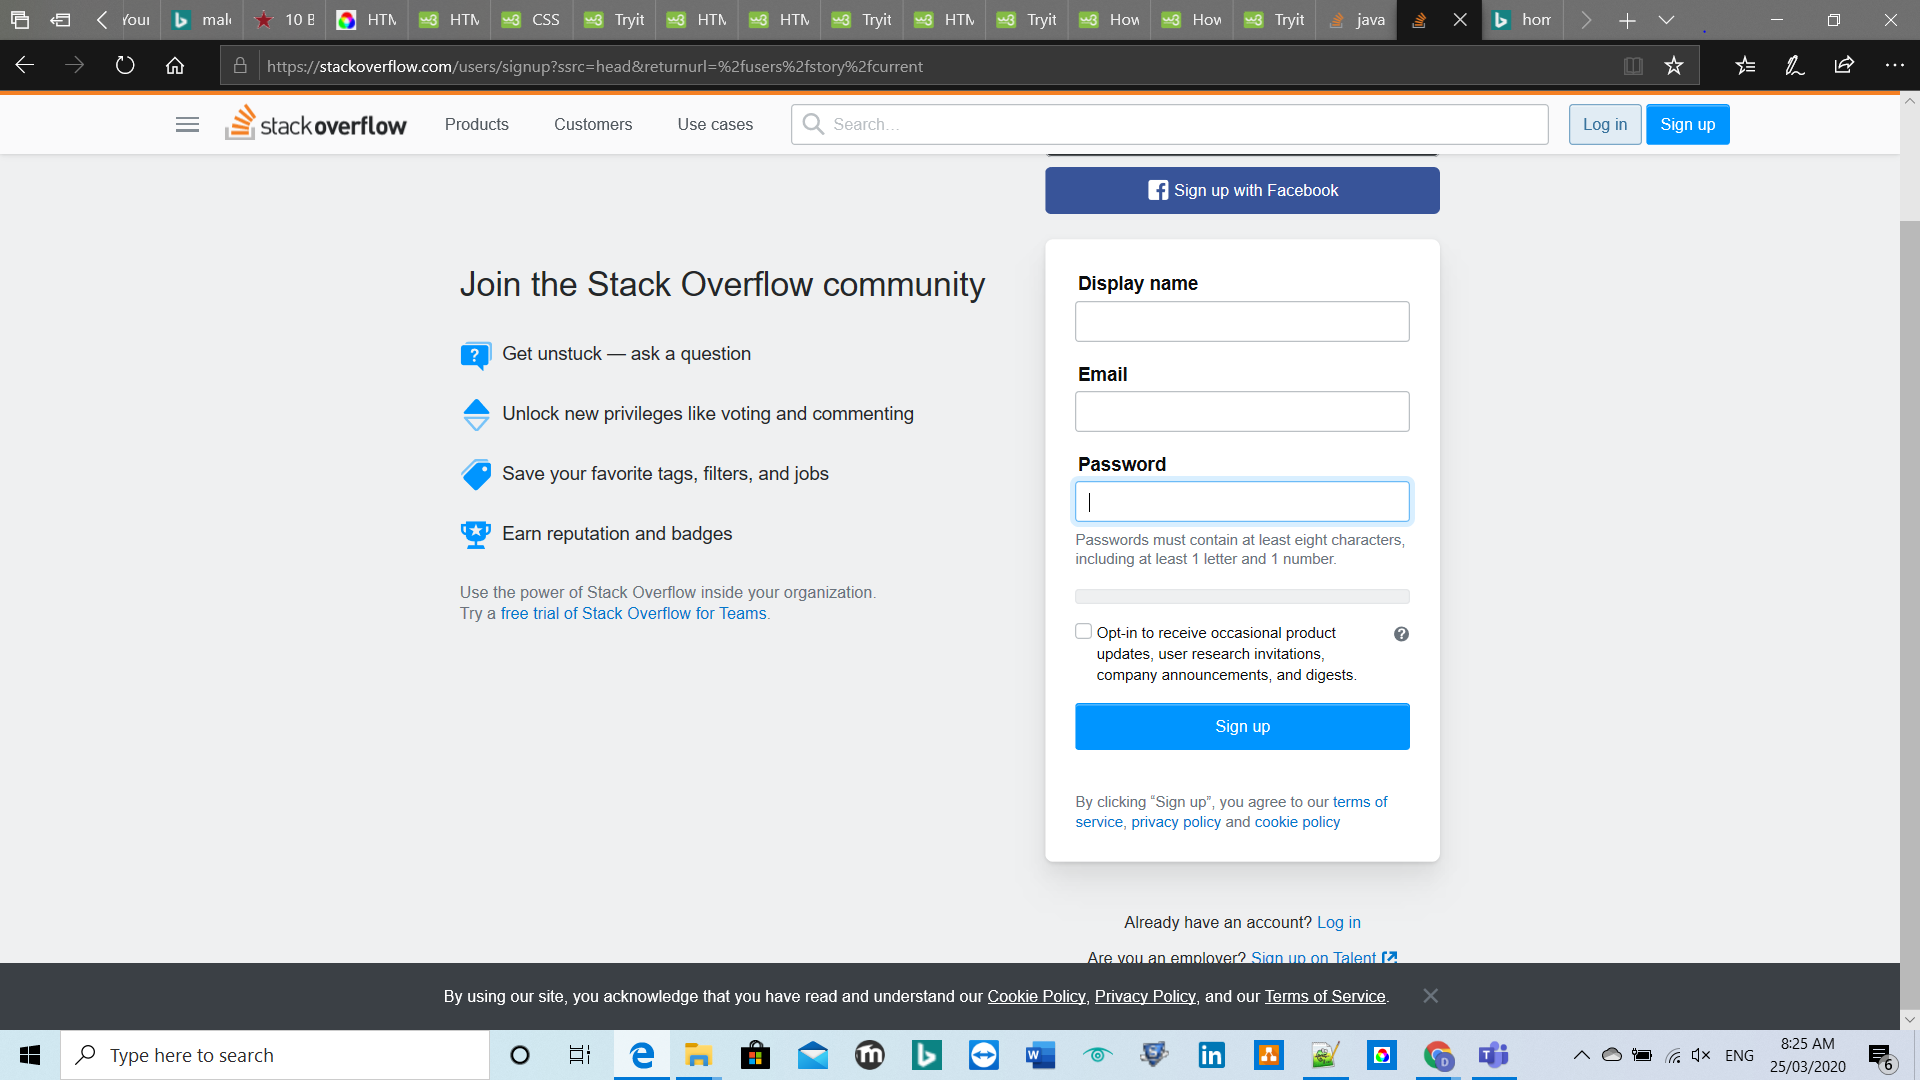 Your
male
10 B
HTM
HTM
CSS
Tryit
HTM
HTM
Tryit
HTM
Tryit
How
How
Tryit
java
hom
https://stackoverflow.com/users/signup?ssrc=head&returnurl=%2fusers%2fstory%2fcurrent
stackoverflow
Products
Customers
Use cases
Search...
Log in
Sign up
Sign up with Facebook
Join the Stack Overflow community
Get unstuck — ask a question
Unlock new privileges like voting and commenting
Save your favorite tags, filters, and jobs
Earn reputation and badges
Use the power of Stack Overflow inside your organization.
Try a free trial of Stack Overflow for Teams.
Display name
Email
Password
Passwords must contain at least eight characters,
including at least 1 letter and 1 number.
Opt-in to receive occasional product
updates, user research invitations,
company announcements, and digests.
Sign up
By clicking “Sign up”, you agree to our terms of
service, privacy policy and cookie policy
Already have an account? Log in
Are you an employer? Sign up on Talent
By using our site, you acknowledge that you have read and understand our Cookie Policy, Privacy Policy, and our Terms of Service.
Type here to search
ENG
8:25 AM
25/03/2020
6